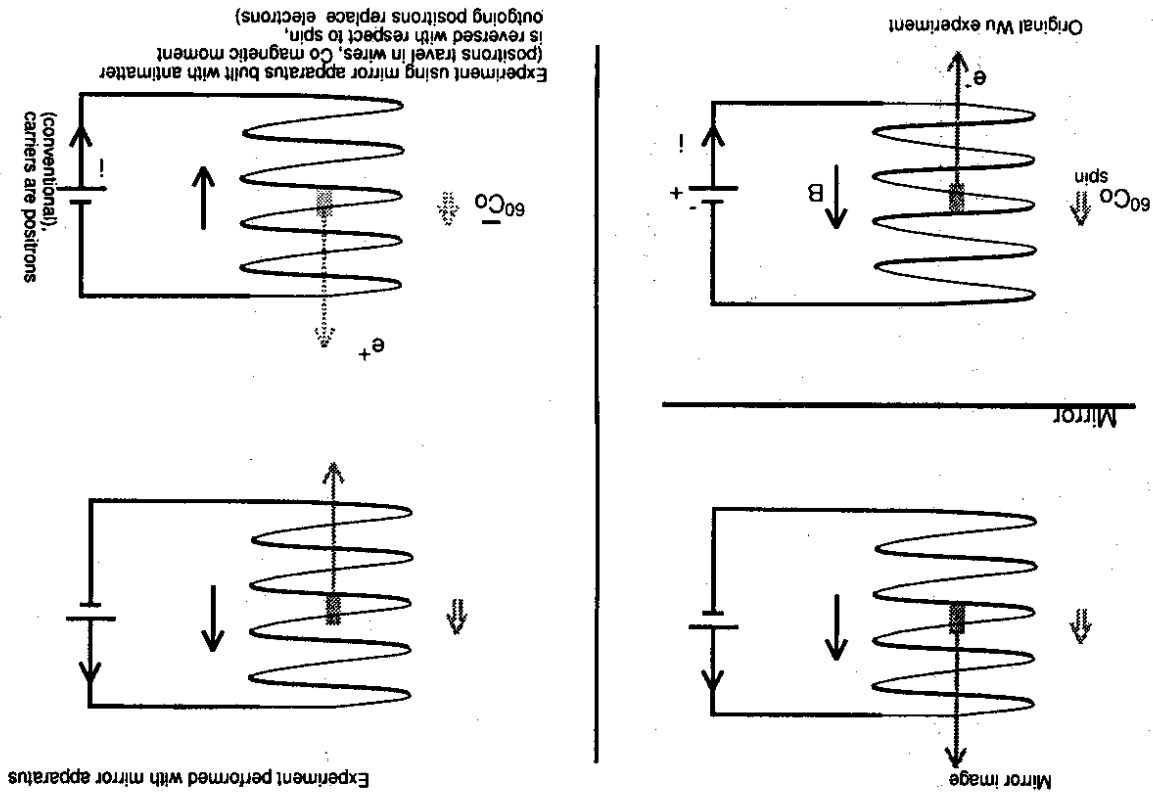 Mirror image
Mirror
⁶⁰Co
spin
B
-
+
i
e⁻
Original Wu experiment
Experiment performed with mirror apparatus
e⁺
⁶⁰C̅o̅
i
(conventional),
carriers are positrons
Experiment using mirror apparatus built with antimatter
(positrons travel in wires, Co magnetic moment
is reversed with respect to spin,
outgoing positrons replace electrons)